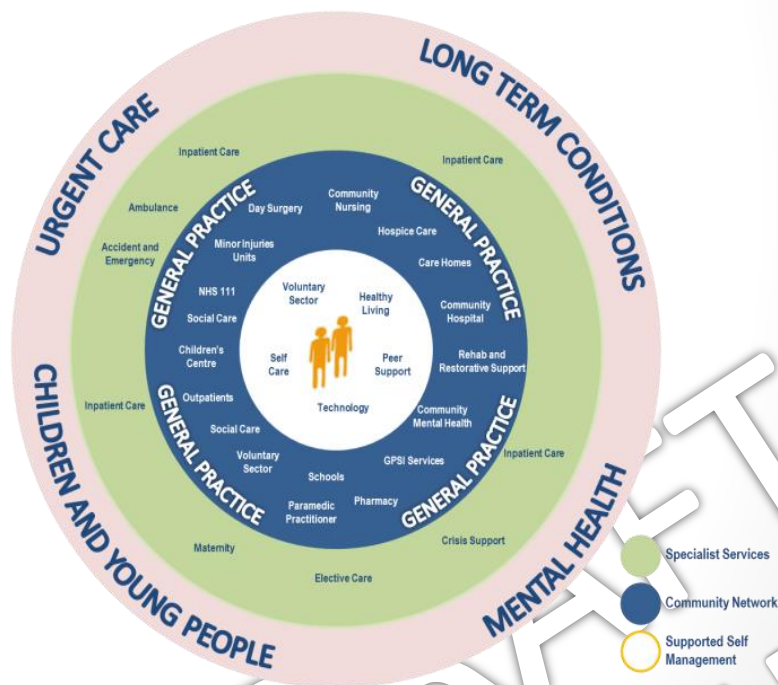 URGENT CARE
LONG TERM CONDITIONS
CHILDREN AND YOUNG PEOPLE
MENTAL HEALTH
Inpatient Care
Inpatient Care
Ambulance
Accident and
Emergency
Inpatient Care
Inpatient Care
Maternity
Elective Care
Crisis Support
GENERAL PRACTICE
GENERAL PRACTICE
GENERAL PRACTICE
GENERAL PRACTICE
Day Surgery
Community
Nursing
Hospice Care
Minor Injuries
Units
Care Homes
NHS 111
Social Care
Community
Hospital
Children's
Centre
Rehab and
Restorative Support
Outpatients
Community
Mental Health
Social Care
Voluntary
Sector
GPSI Services
Schools
Paramedic
Practitioner
Pharmacy
Voluntary
Sector
Healthy
Living
Self
Care
Peer
Support
Technology
Specialist Services
Community Network
Supported Self
Management
DRAFT